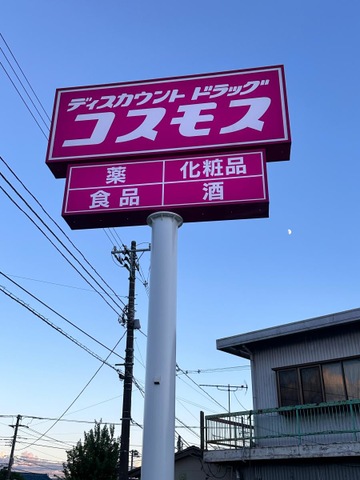 ディスカウント ドラッグ
コスモス
薬 化粧品
食品 酒